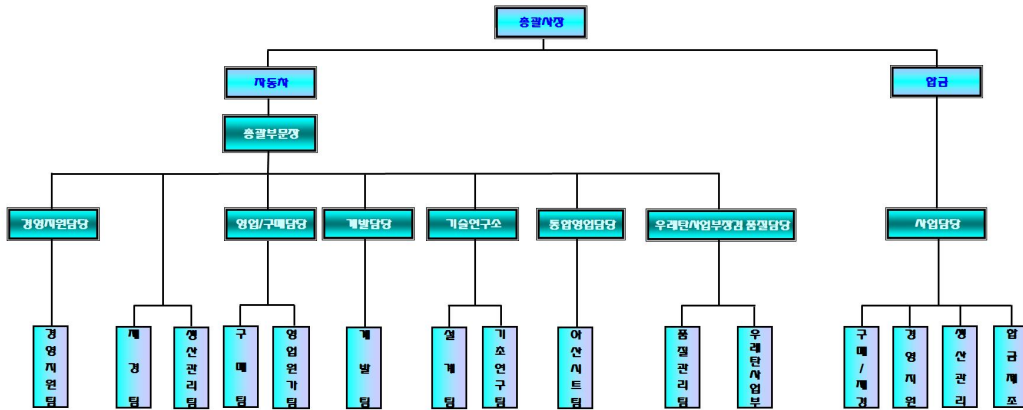 총괄사장
자동차
합금
총괄부문장
경영지원담당
영업/구매담당
개발담당
기술연구소
통합영업담당
우레탄사업부장겸 품질담당
사업담당
경영지원팀
재경팀
생산관리팀
구매팀
영업원가팀
개발팀
설계팀
기초연구팀
아산시트팀
품질관리팀
우레탄사업부
구매/재경
경영지원
생산관리
합금제조